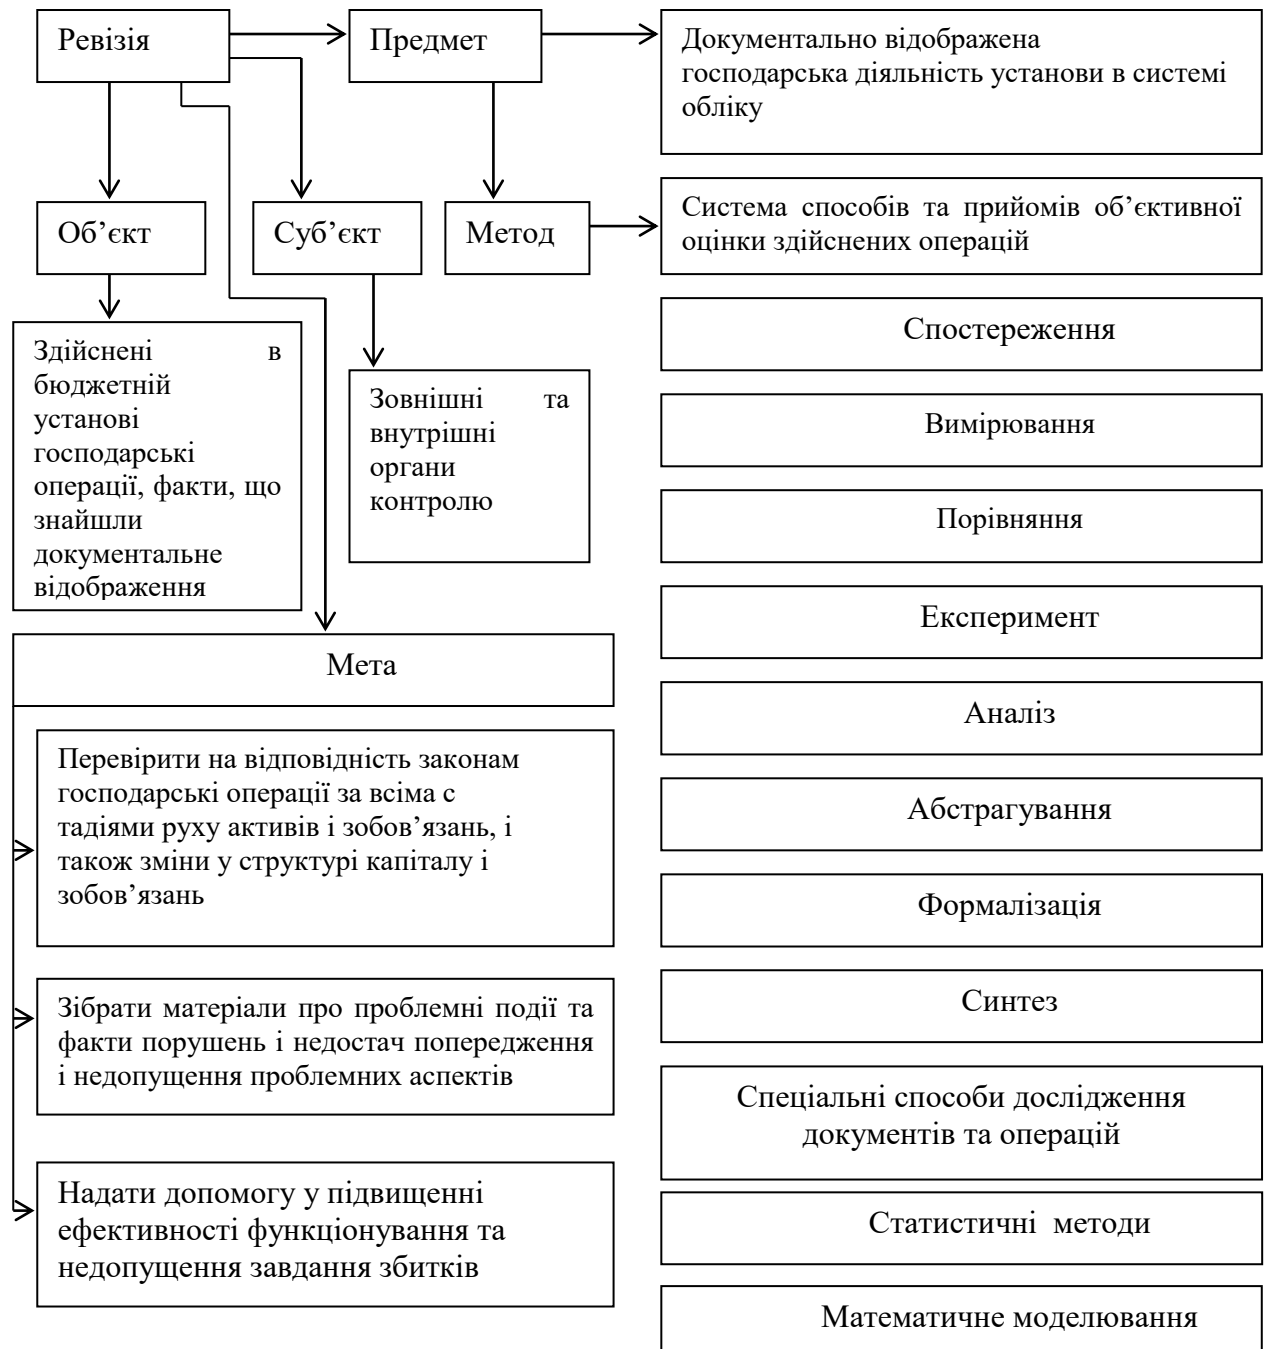 Ревізія
Предмет
Документально відображена
господарська діяльність установи в системі
обліку
Об’єкт
Суб’єкт
Метод
Система способів та прийомів об’єктивної
оцінки здійснених операцій
Здійснені в
бюджетній
установі
господарські
операції, факти, що
знайшли
документальне
відображення
Зовнішні та
внутрішні
органи
контролю
Мета
Перевірити на відповідність законам
господарські операції за всіма с
тадіями руху активів і зобов’язань, і
також зміни у структурі капіталу і
зобов’язань
Зібрати матеріали про проблемні події та
факти порушень і недостач попередження
і недопущення проблемних аспектів
Надати допомогу у підвищенні
ефективності функціонування та
недопущення завдання збитків
Спостереження
Вимірювання
Порівняння
Експеримент
Аналіз
Абстрагування
Формалізація
Синтез
Спеціальні способи дослідження
документів та операцій
Статистичні методи
Математичне моделювання